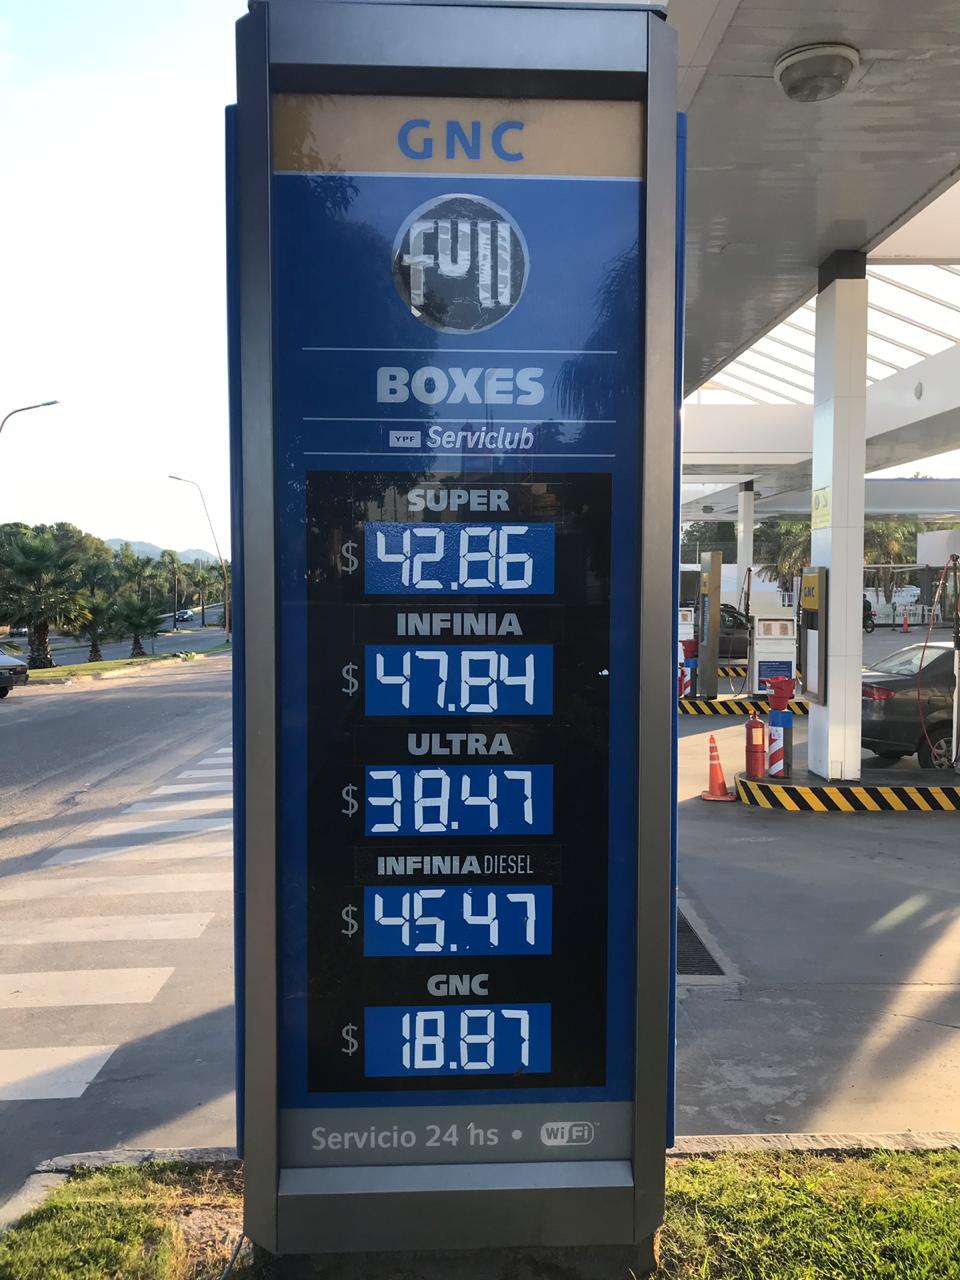 GNC
FULL
BOXES
YPF Serviclub
SUPER
$ 42.86
INFINIA
$ 47.84
ULTRA
$ 38.47
INFINIA DIESEL
$ 45.47
GNC
$ 18.87
Servicio 24 hs • WiFi
GNC